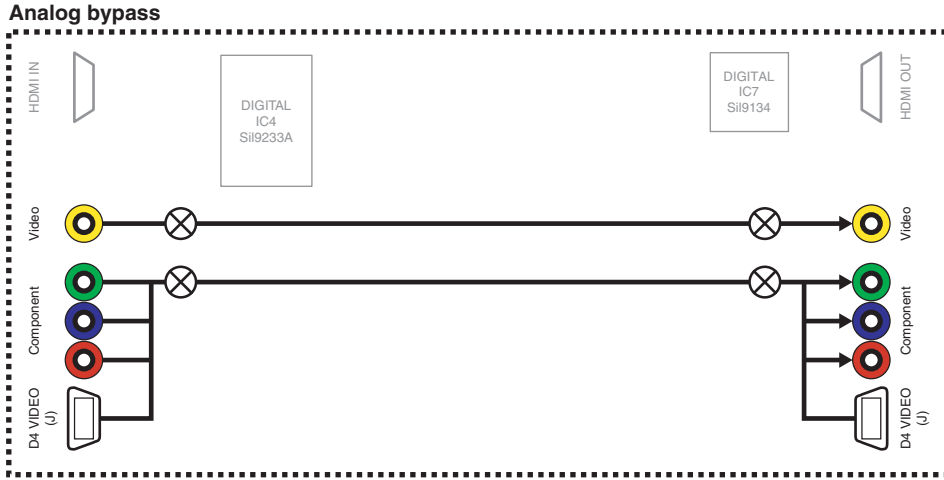 Analog bypass
HDMI IN
DIGITAL
IC4
SiI9233A
DIGITAL
IC7
SiI9134
HDMI OUT
Video
Video
Component
Component
D4 VIDEO
(J)
D4 VIDEO
(J)